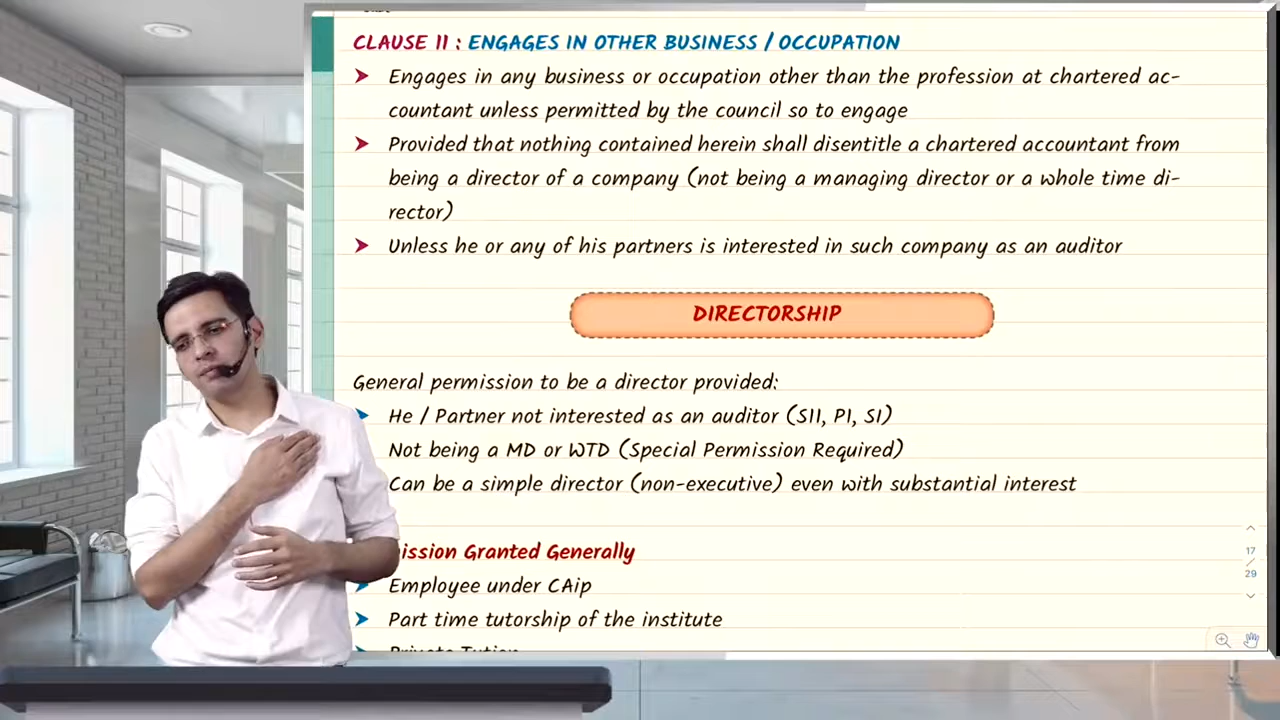 CLAUSE 11 : ENGAGES IN OTHER BUSINESS / OCCUPATION
➤ Engages in any business or occupation other than the profession at chartered ac-
countant unless permitted by the council so to engage
➤ Provided that nothing contained herein shall disentitle a chartered accountant from
being a director of a company (not being a managing director or a whole time di-
rector)
➤ Unless he or any of his partners is interested in such company as an auditor
DIRECTORSHIP
General permission to be a director provided:
➤ He / Partner not interested as an auditor (S11, P1, S1)
Not being a MD or WTD (Special Permission Required)
Can be a simple director (non-executive) even with substantial interest
ission Granted Generally
➤ Employee under CAip
➤ Part time tutorship of the institute
➤ Private Tution
17
/
29